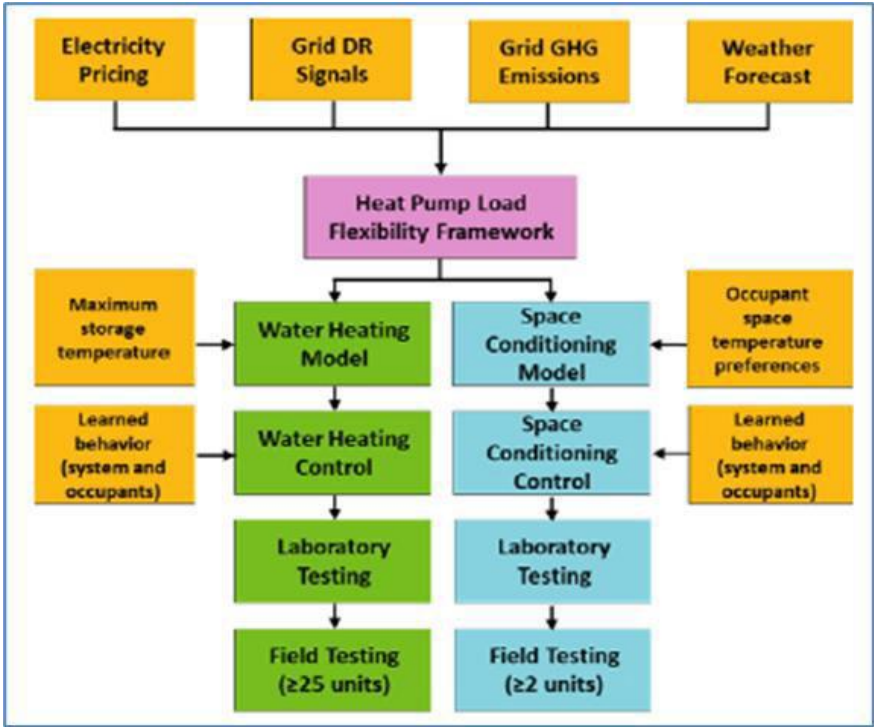 Electricity
Pricing
Grid DR
Signals
Grid GHG
Emissions
Weather
Forecast
Heat Pump Load
Flexibility Framework
Maximum
storage
temperature
Water Heating
Model
Space
Conditioning
Model
Occupant
space
temperature
preferences
Learned
behavior
(system and
occupants)
Water Heating
Control
Space
Conditioning
Control
Learned
behavior
(system and
occupants)
Laboratory
Testing
Laboratory
Testing
Field Testing
(≥25 units)
Field Testing
(≥2 units)